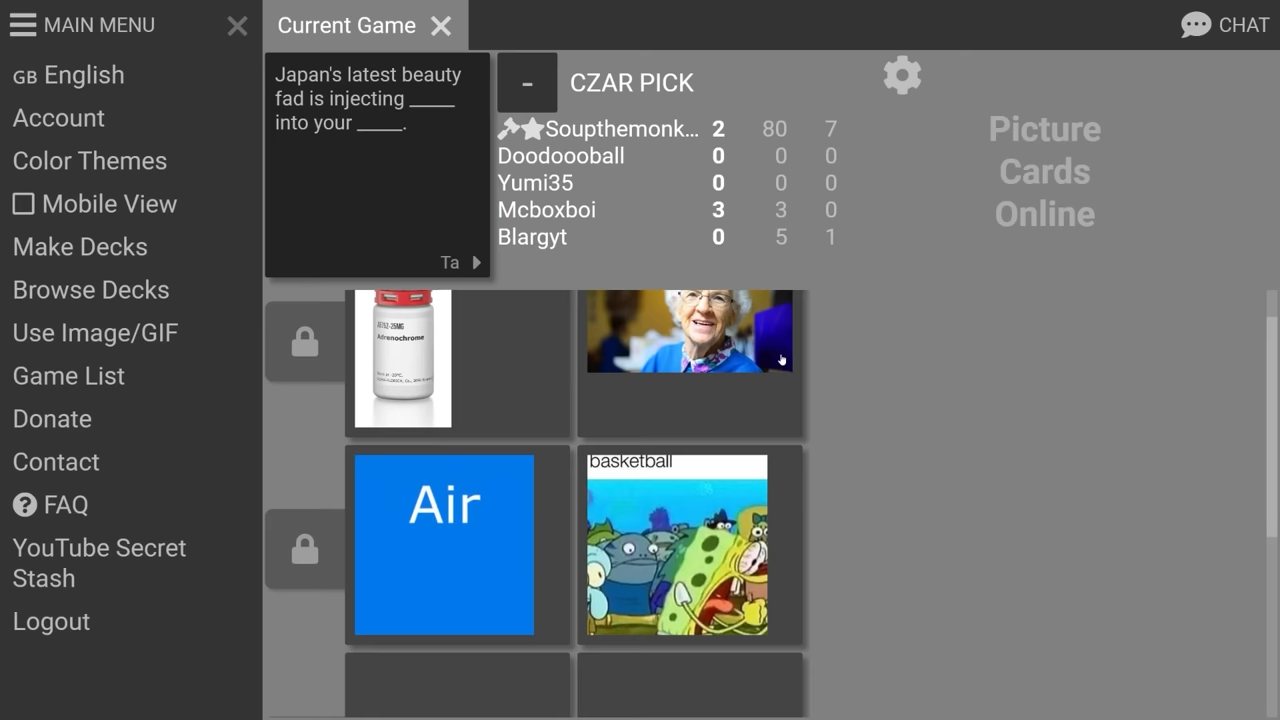 MAIN MENU
Current Game
CHAT
GB English
Account
Color Themes
Mobile View
Make Decks
Browse Decks
Use Image/GIF
Game List
Donate
Contact
FAQ
YouTube Secret
Stash
Logout
Japan's latest beauty
fad is injecting _____
into your _____.
Ta
-
CZAR PICK
Soupthemonk... 2 80 7
Doodoooball 0 0 0
Yumi35 0 0 0
Mcboxboi 3 3 0
Blargyt 0 5 1
Picture
Cards
Online
Adrenochrome
Air
basketball